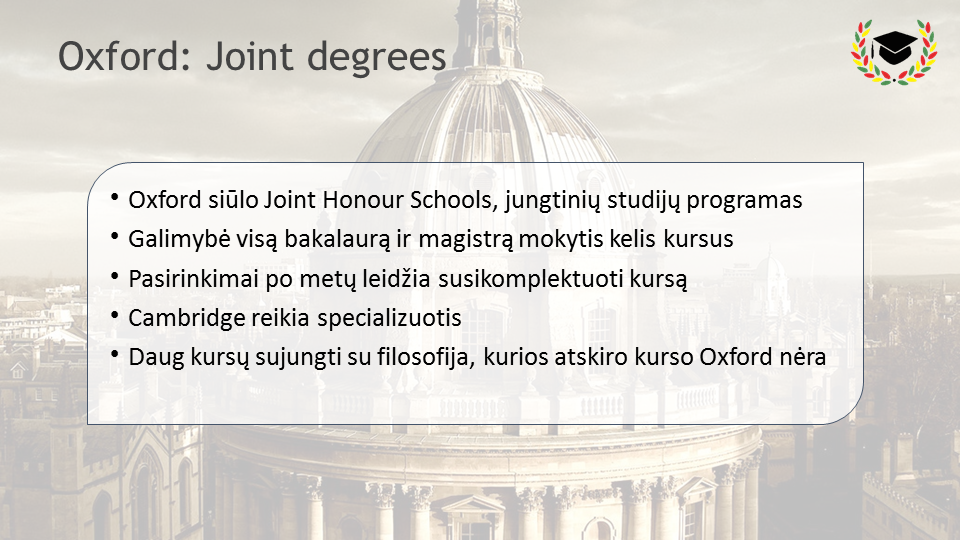 Oxford: Joint degrees
• Oxford siūlo Joint Honour Schools, jungtinių studijų programas
• Galimybė visą bakalaurą ir magistrą mokytis kelis kursus
• Pasirinkimai po metų leidžia susikomplektuoti kursą
• Cambridge reikia specializuotis
• Daug kursų sujungti su filosofija, kurios atskiro kurso Oxford nėra